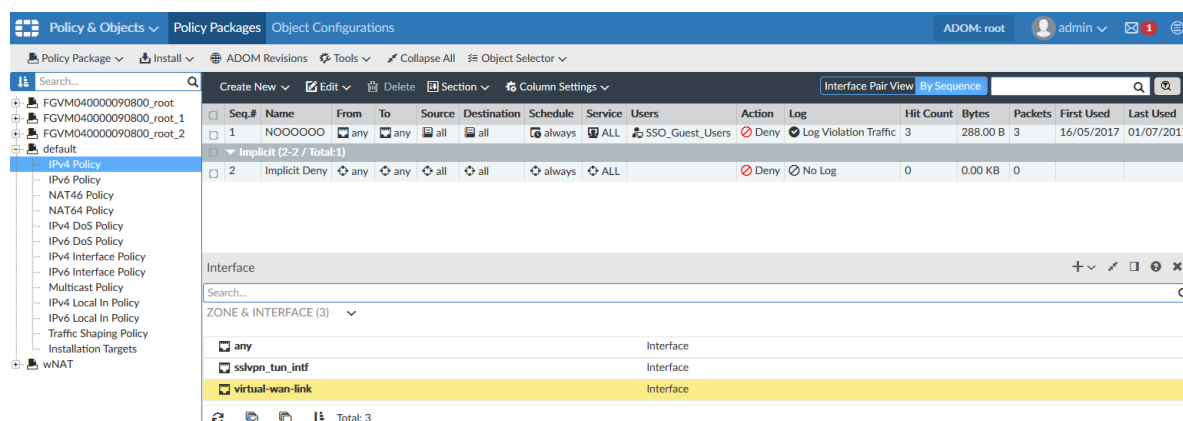 Policy & Objects Policy Packages Object Configurations ADOM: root admin 1
Policy Package Install ADOM Revisions Tools Collapse All Object Selector
Search... Create New Edit Delete Section Column Settings Interface Pair View By Sequence
FGVM040000090800_root
FGVM040000090800_root_1
FGVM040000090800_root_2
default
IPv4 Policy
IPv6 Policy
NAT46 Policy
NAT64 Policy
IPv4 DoS Policy
IPv6 DoS Policy
IPv4 Interface Policy
IPv6 Interface Policy
Multicast Policy
IPv4 Local In Policy
IPv6 Local In Policy
Traffic Shaping Policy
Installation Targets
wNAT
Seq.# Name From To Source Destination Schedule Service Users Action Log Hit Count Bytes Packets First Used Last Used
1 NOOOOOO any any all all always ALL SSO_Guest_Users Deny Log Violation Traffic 3 288.00 B 3 16/05/2017 01/07/2017
Implicit (2-2 / Total:1)
2 Implicit Deny any any all all always ALL Deny No Log 0 0.00 KB 0
Interface
Search...
ZONE & INTERFACE (3)
any Interface
sslvpn_tun_intf Interface
virtual-wan-link Interface
Total: 3